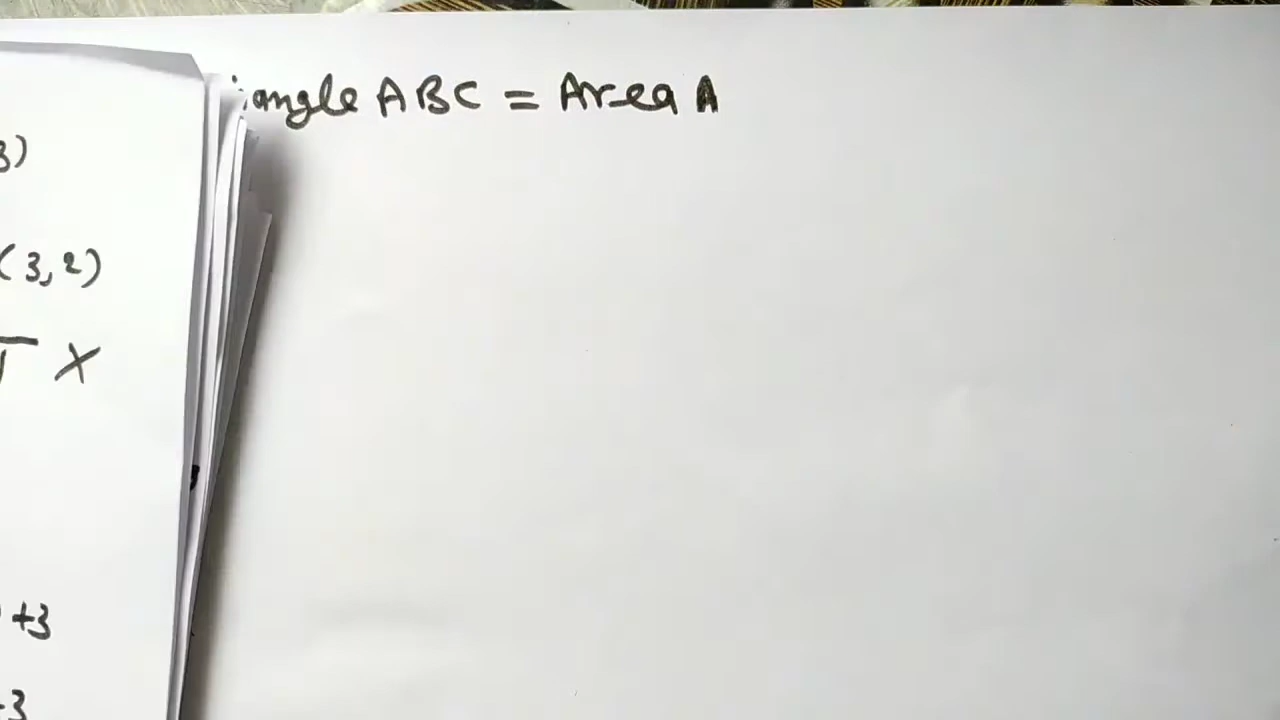 iangle ABC = Area A
3)
(3,2)
X
+3
+3